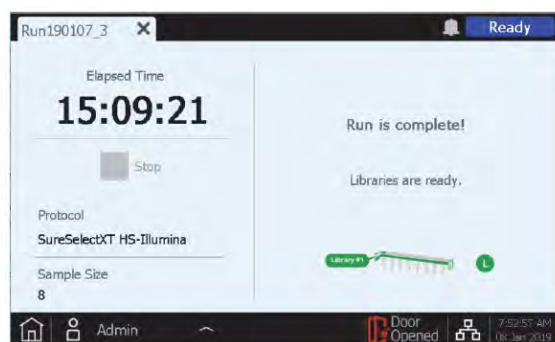 Run190107_3
Ready
Elapsed Time
15:09:21
Stop
Protocol
SureSelectXT HS-Illumina
Sample Size
8
Run is complete!
Libraries are ready.
Library #1
L
Admin
Door
Opened
7:52:57 AM
08 Jan 2019